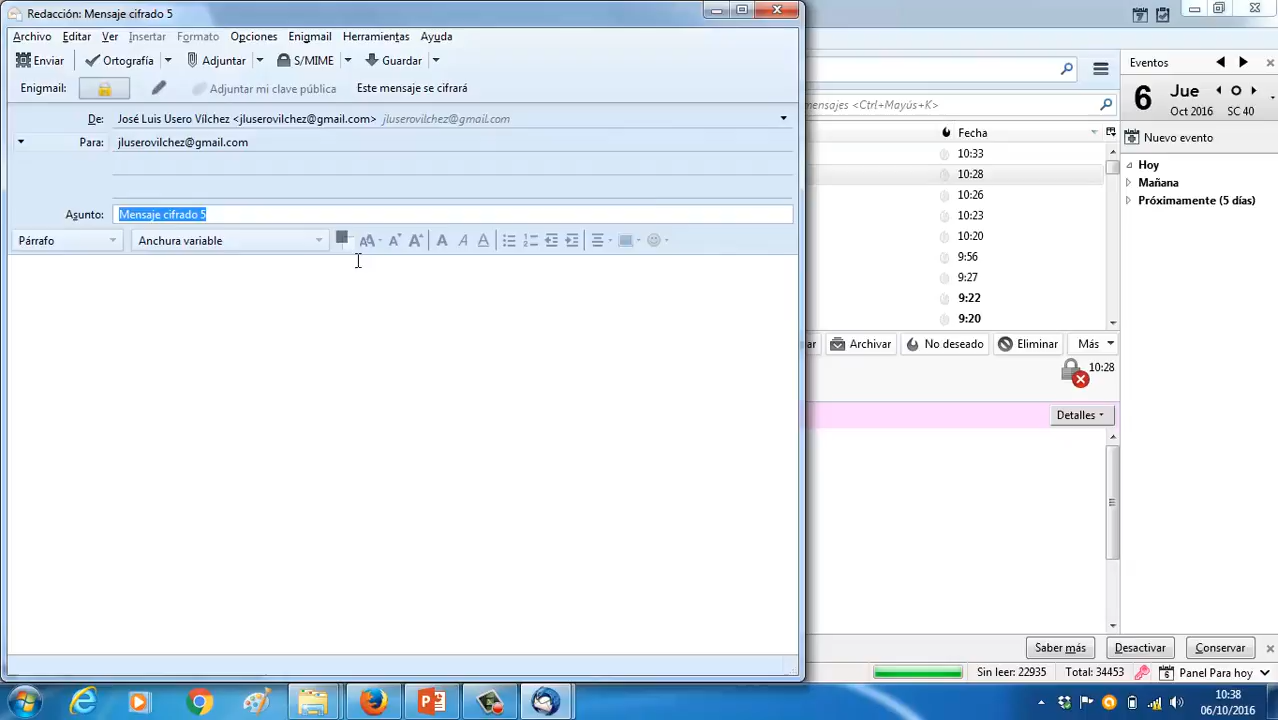 Redacción: Mensaje cifrado 5
Archivo Editar Ver Insertar Formato Opciones Enigmail Herramientas Ayuda
Enviar Ortografía Adjuntar S/MIME Guardar
Enigmail: Adjuntar mi clave pública Este mensaje se cifrará
De: José Luis Usero Vílchez <jluserovilchez@gmail.com> jluserovilchez@gmail.com
Para: jluserovilchez@gmail.com
Asunto: Mensaje cifrado 5
Párrafo Anchura variable
mensajes <Ctrl+Mayús+K>
Fecha
10:33
10:28
10:26
10:23
10:20
9:56
9:27
9:22
9:20
ar Archivar No deseado Eliminar Más
10:28
Detalles
Saber más Desactivar Conservar
Sin leer: 22935 Total: 34453 6 Panel Para hoy
Eventos
6 Jue
Oct 2016 SC 40
Nuevo evento
Hoy
Mañana
Próximamente (5 días)
10:38
06/10/2016